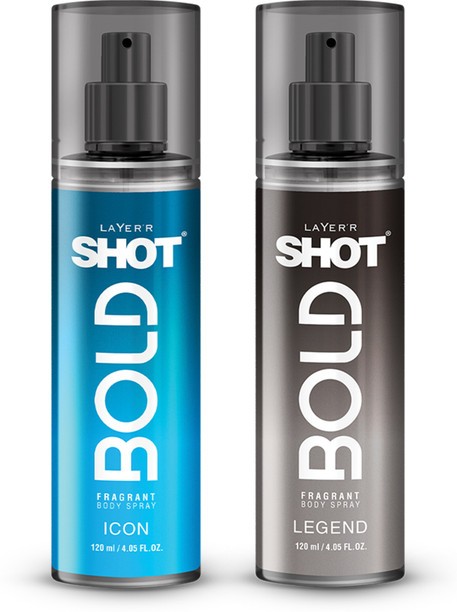 LAYER'R
SHOT®
BOLD
FRAGRANT
BODY SPRAY
ICON
120 ml / 4.05 FL.OZ.
LAYER'R
SHOT®
BOLD
FRAGRANT
BODY SPRAY
LEGEND
120 ml / 4.05 FL.OZ.